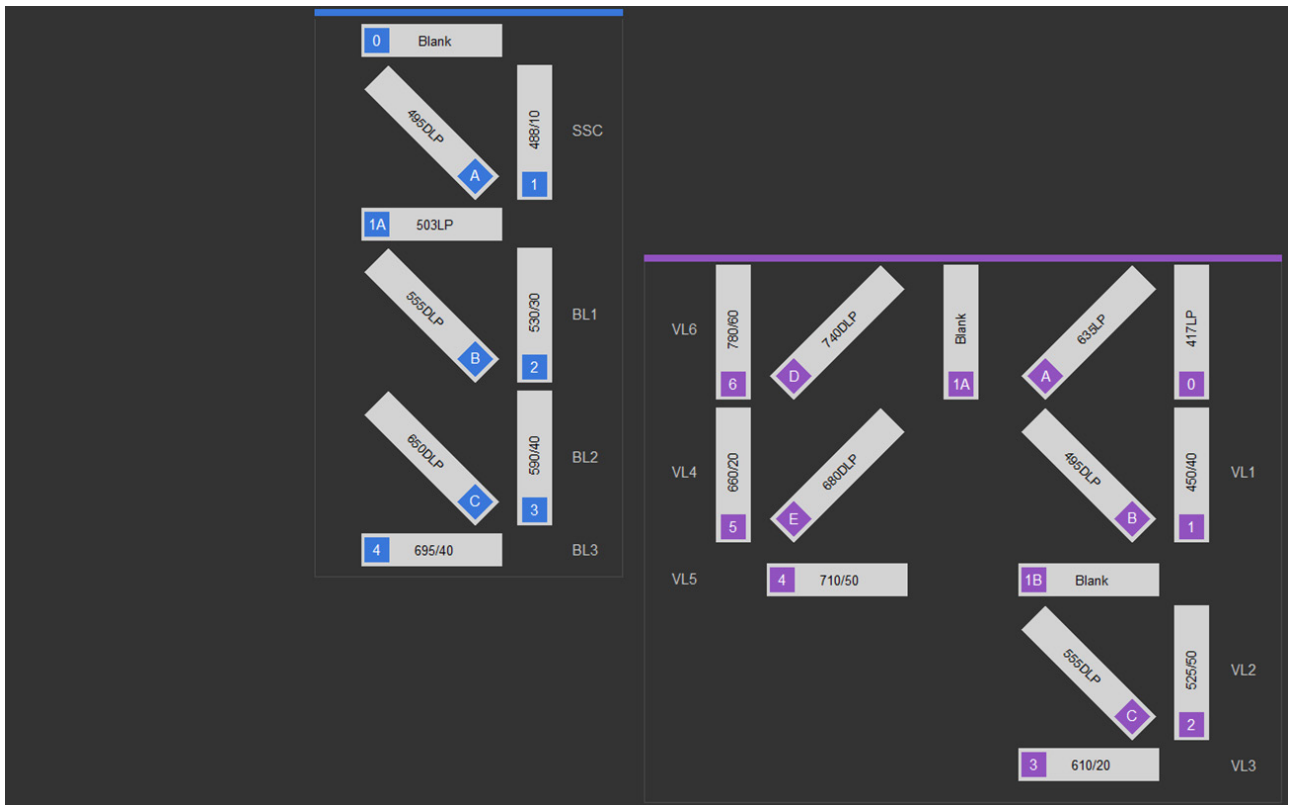 0 Blank
495DLP A
488/10 1
SSC
1A 503LP
555DLP B
530/30 2
BL1
650DLP C
590/40 3
BL2
4 695/40
BL3
VL6
780/60 6
740DLP D
Blank 1A
635LP A
417LP 0
VL4
660/20 5
680DLP E
495DLP B
450/40 1
VL1
VL5
4 710/50
1B Blank
555DLP C
525/50 2
VL2
3 610/20
VL3